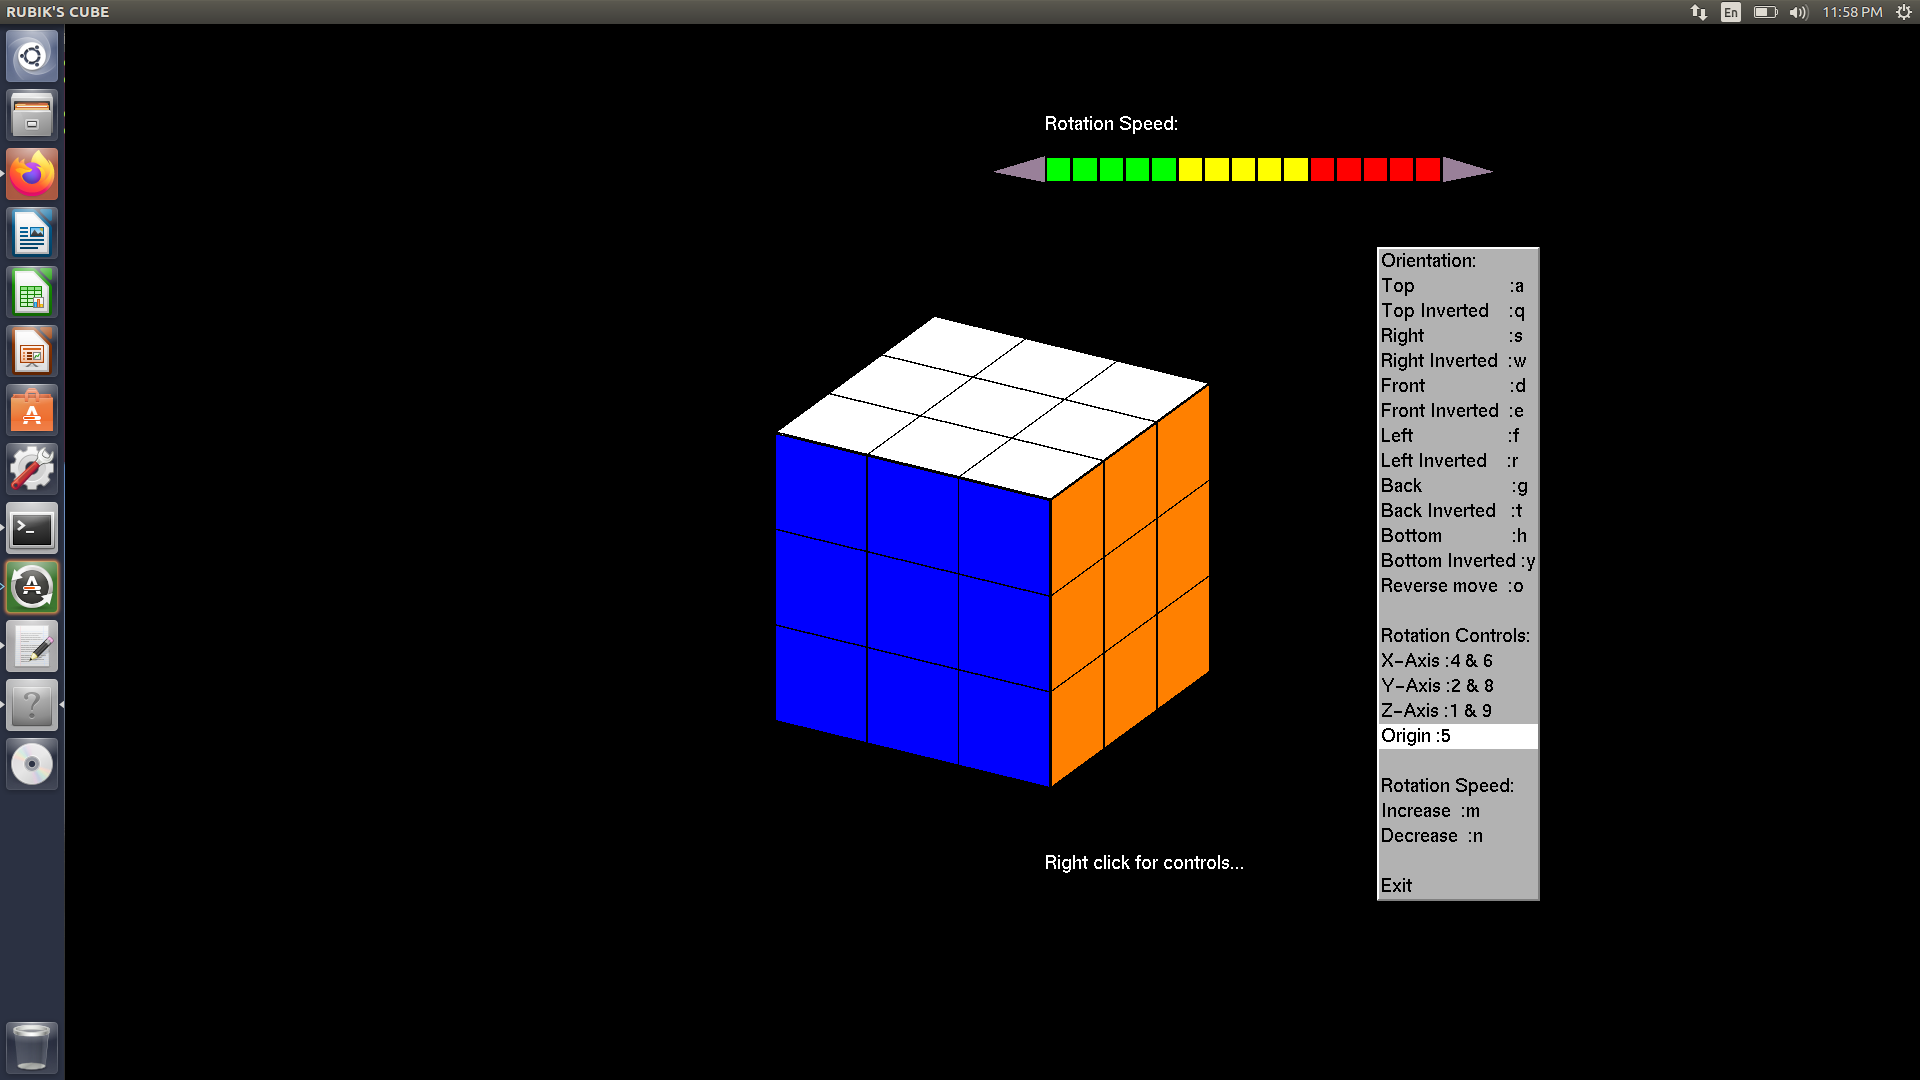 RUBIK'S CUBE
En
11:58 PM
Rotation Speed:
Orientation:
Top :a
Top Inverted :q
Right :s
Right Inverted :w
Front :d
Front Inverted :e
Left :f
Left Inverted :r
Back :g
Back Inverted :t
Bottom :h
Bottom Inverted :y
Reverse move :o
Rotation Controls:
X-Axis :4 & 6
Y-Axis :2 & 8
Z-Axis :1 & 9
Origin :5
Rotation Speed:
Increase :m
Decrease :n
Exit
Right click for controls...